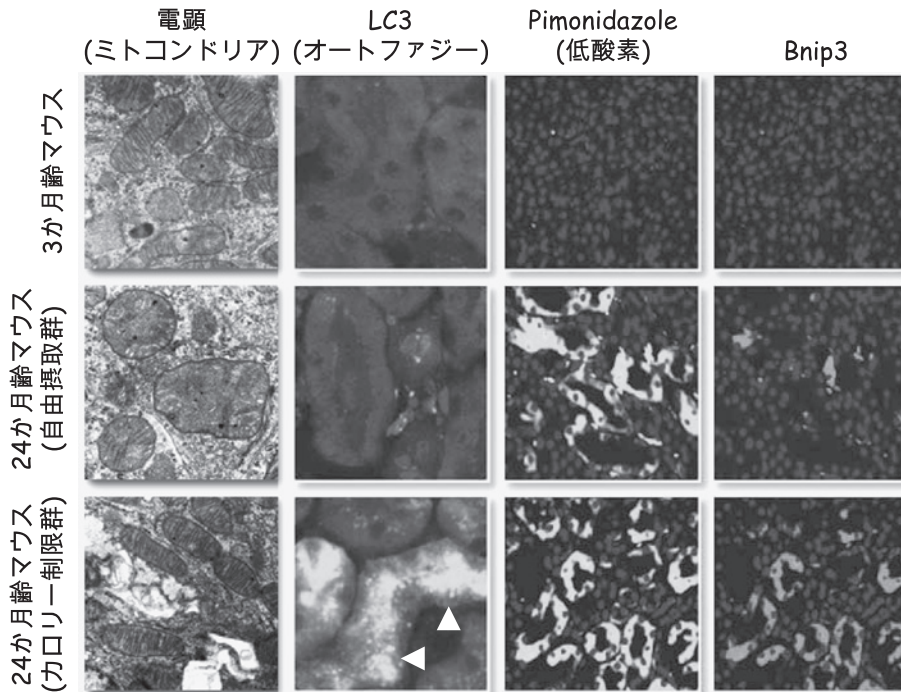 電顕
(ミトコンドリア)
LC3
(オートファジー)
Pimonidazole
(低酸素)
Bnip3
3か月齢マウス
24か月齢マウス
(自由摂取群)
24か月齢マウス
(カロリー制限群)